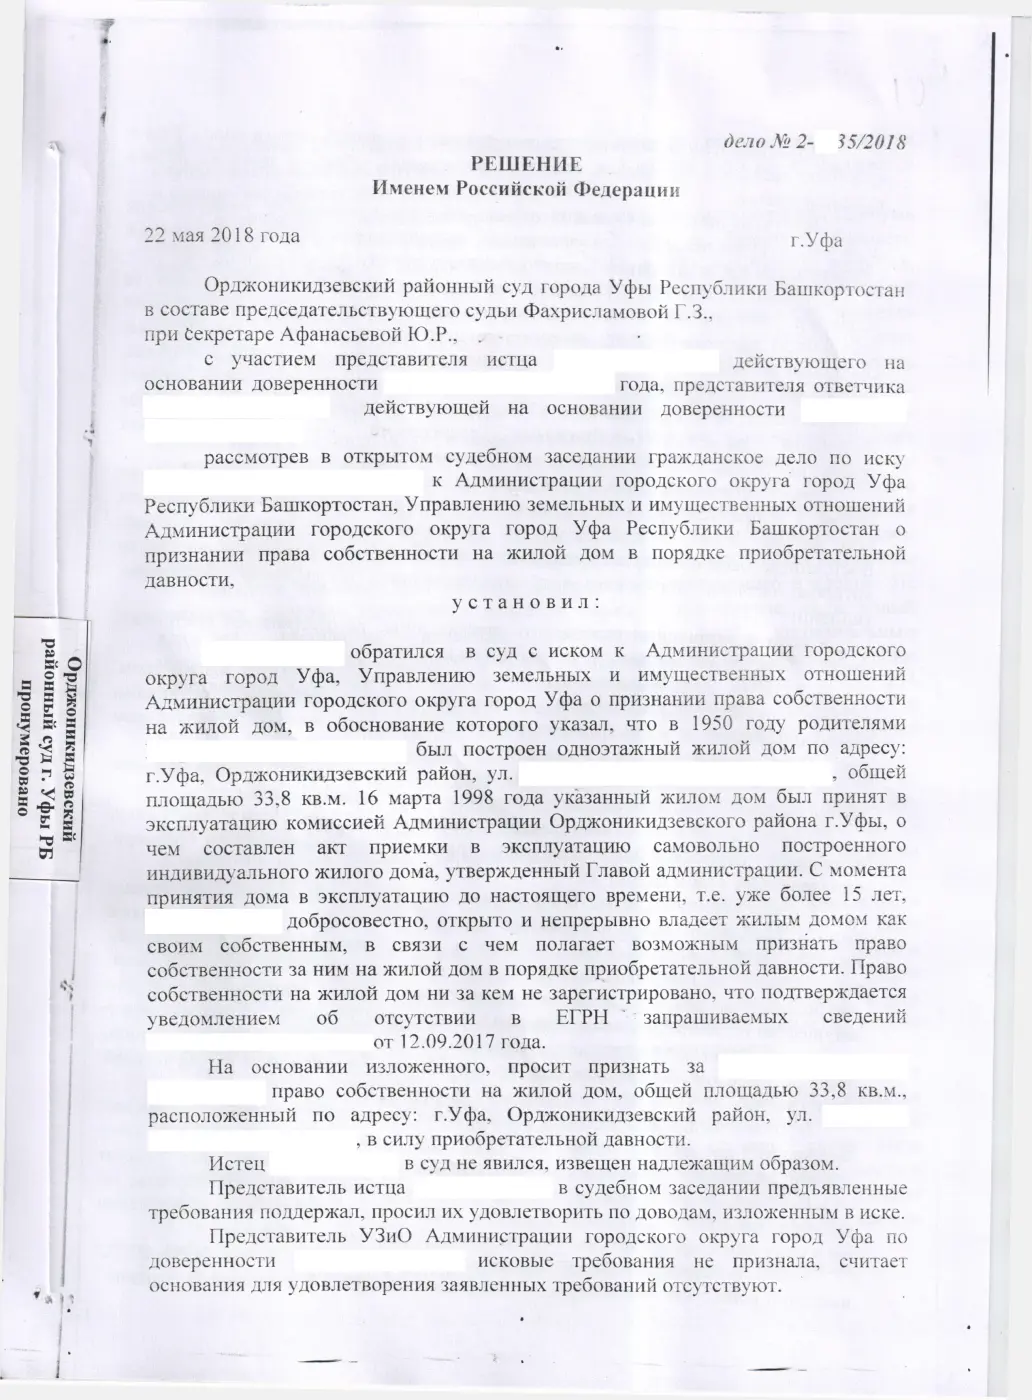 дело № 2- 35/2018
РЕШЕНИЕ
Именем Российской Федерации
22 мая 2018 года г.Уфа
Орджоникидзевский районный суд города Уфы Республики Башкортостан
в составе председательствующего судьи Фахрисламовой Г.З.,
при секретаре Афанасьевой Ю.Р.,
с участием представителя истца действующего на
основании доверенности года, представителя ответчика
действующей на основании доверенности
рассмотрев в открытом судебном заседании гражданское дело по иску
к Администрации городского округа город Уфа
Республики Башкортостан, Управлению земельных и имущественных отношений
Администрации городского округа город Уфа Республики Башкортостан о
признании права собственности на жилой дом в порядке приобретательной
давности,
установил:
обратился в суд с иском к Администрации городского
округа город Уфа, Управлению земельных и имущественных отношений
Администрации городского округа город Уфа о признании права собственности
на жилой дом, в обоснование которого указал, что в 1950 году родителями
был построен одноэтажный жилой дом по адресу:
г.Уфа, Орджоникидзевский район, ул. , общей
площадью 33,8 кв.м. 16 марта 1998 года указанный жилом дом был принят в
эксплуатацию комиссией Администрации Орджоникидзевского района г.Уфы, о
чем составлен акт приемки в эксплуатацию самовольно построенного
индивидуального жилого дома, утвержденный Главой администрации. С момента
принятия дома в эксплуатацию до настоящего времени, т.е. уже более 15 лет,
добросовестно, открыто и непрерывно владеет жилым домом как
своим собственным, в связи с чем полагает возможным признать право
собственности за ним на жилой дом в порядке приобретательной давности. Право
собственности на жилой дом ни за кем не зарегистрировано, что подтверждается
уведомлением об отсутствии в ЕГРН запрашиваемых сведений
от 12.09.2017 года.
На основании изложенного, просит признать за
право собственности на жилой дом, общей площадью 33,8 кв.м.,
расположенный по адресу: г.Уфа, Орджоникидзевский район, ул.
, в силу приобретательной давности.
Истец в суд не явился, извещен надлежащим образом.
Представитель истца в судебном заседании предъявленные
требования поддержал, просил их удовлетворить по доводам, изложенным в иске.
Представитель УЗиО Администрации городского округа город Уфа по
доверенности исковые требования не признала, считает
основания для удовлетворения заявленных требований отсутствуют.
Орджоникидзевский
районный суд г. Уфы РБ
пронумеровано